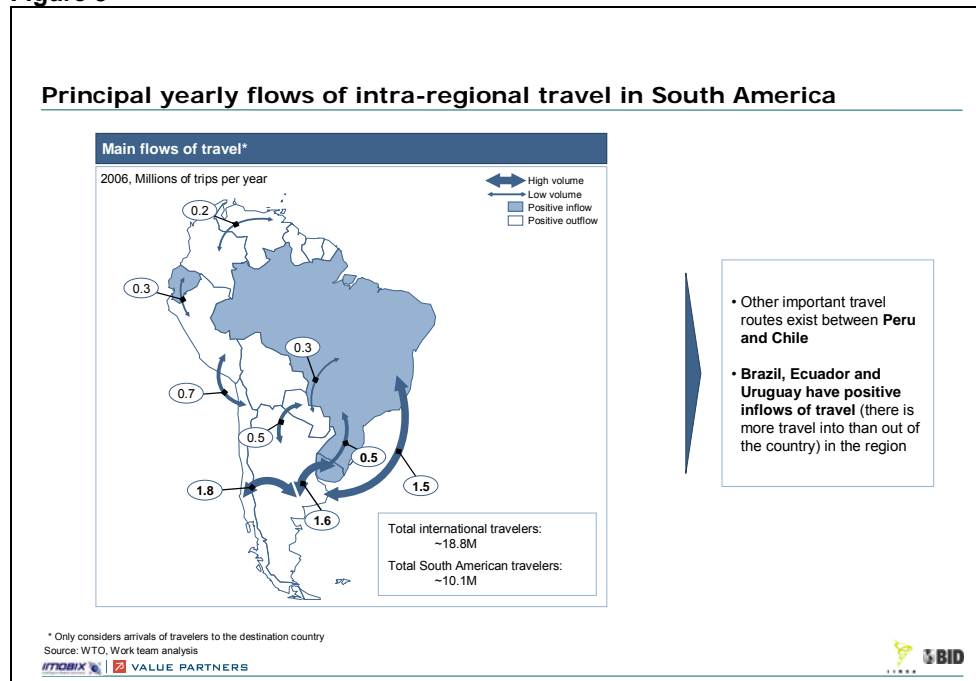 Principal yearly flows of intra-regional travel in South America
Main flows of travel*
2006, Millions of trips per year
High volume
Low volume
Positive inflow
Positive outflow
0.2
0.3
0.3
0.7
0.5
0.5
1.8
1.5
1.6
Total international travelers:
~18.8M
Total South American travelers:
~10.1M
• Other important travel
routes exist between Peru
and Chile
• Brazil, Ecuador and
Uruguay have positive
inflows of travel (there is
more travel into than out of
the country) in the region
* Only considers arrivals of travelers to the destination country
Source: WTO, Work team analysis
imobix VALUE PARTNERS
BID